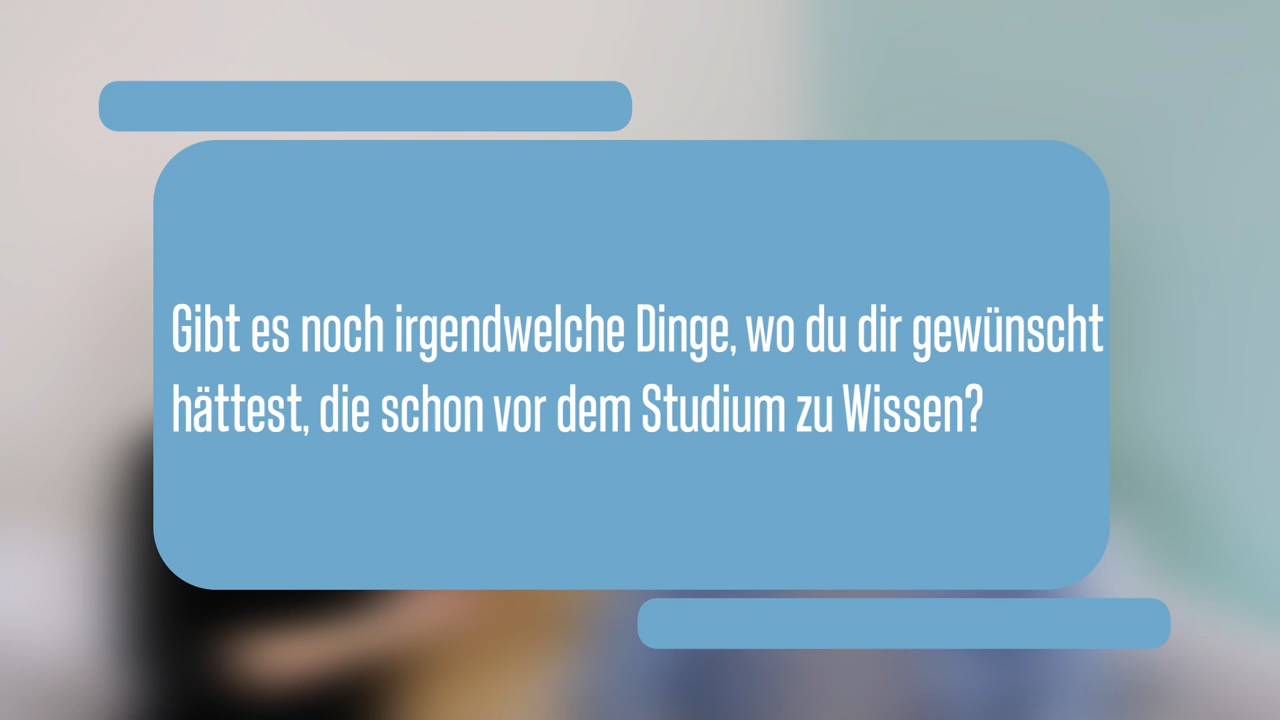 Gibt es noch irgendwelche Dinge, wo du dir gewünscht
hättest, die schon vor dem Studium zu Wissen?